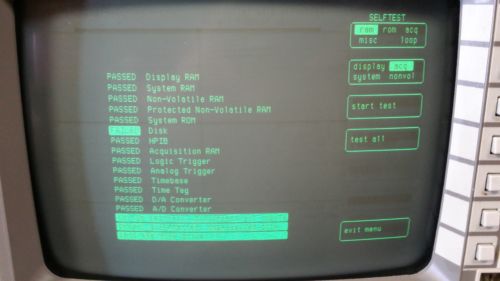 SELFTEST
ram rom acq
misc loop
display acq
system nonvol
start test
test all
exit menu
PASSED Display RAM
PASSED System RAM
PASSED Non-Volatile RAM
PASSED Protected Non-Volatile RAM
PASSED System ROM
FAILED Disk
PASSED HPIB
PASSED Acquisition RAM
PASSED Logic Trigger
PASSED Analog Trigger
PASSED Timebase
PASSED Time Tag
PASSED D/A Converter
PASSED A/D Converter